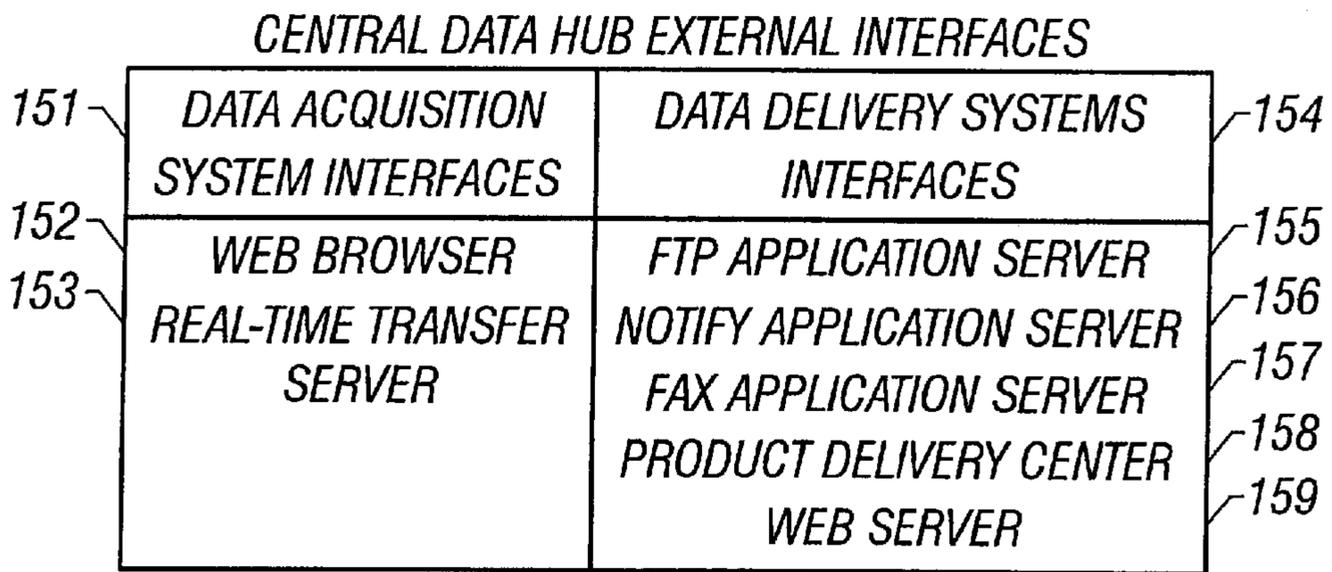 CENTRAL DATA HUB EXTERNAL INTERFACES
151
DATA ACQUISITION
SYSTEM INTERFACES
DATA DELIVERY SYSTEMS
INTERFACES
154
152
WEB BROWSER
153
REAL-TIME TRANSFER
SERVER
FTP APPLICATION SERVER
155
NOTIFY APPLICATION SERVER
156
FAX APPLICATION SERVER
157
PRODUCT DELIVERY CENTER
158
WEB SERVER
159